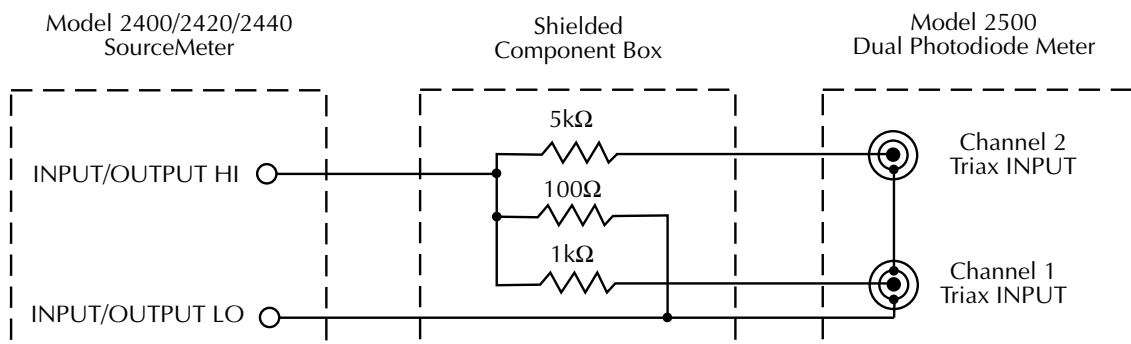 Model 2400/2420/2440
SourceMeter
Shielded
Component Box
Model 2500
Dual Photodiode Meter
5kΩ
Channel 2
Triax INPUT
INPUT/OUTPUT HI
100Ω
1kΩ
Channel 1
Triax INPUT
INPUT/OUTPUT LO